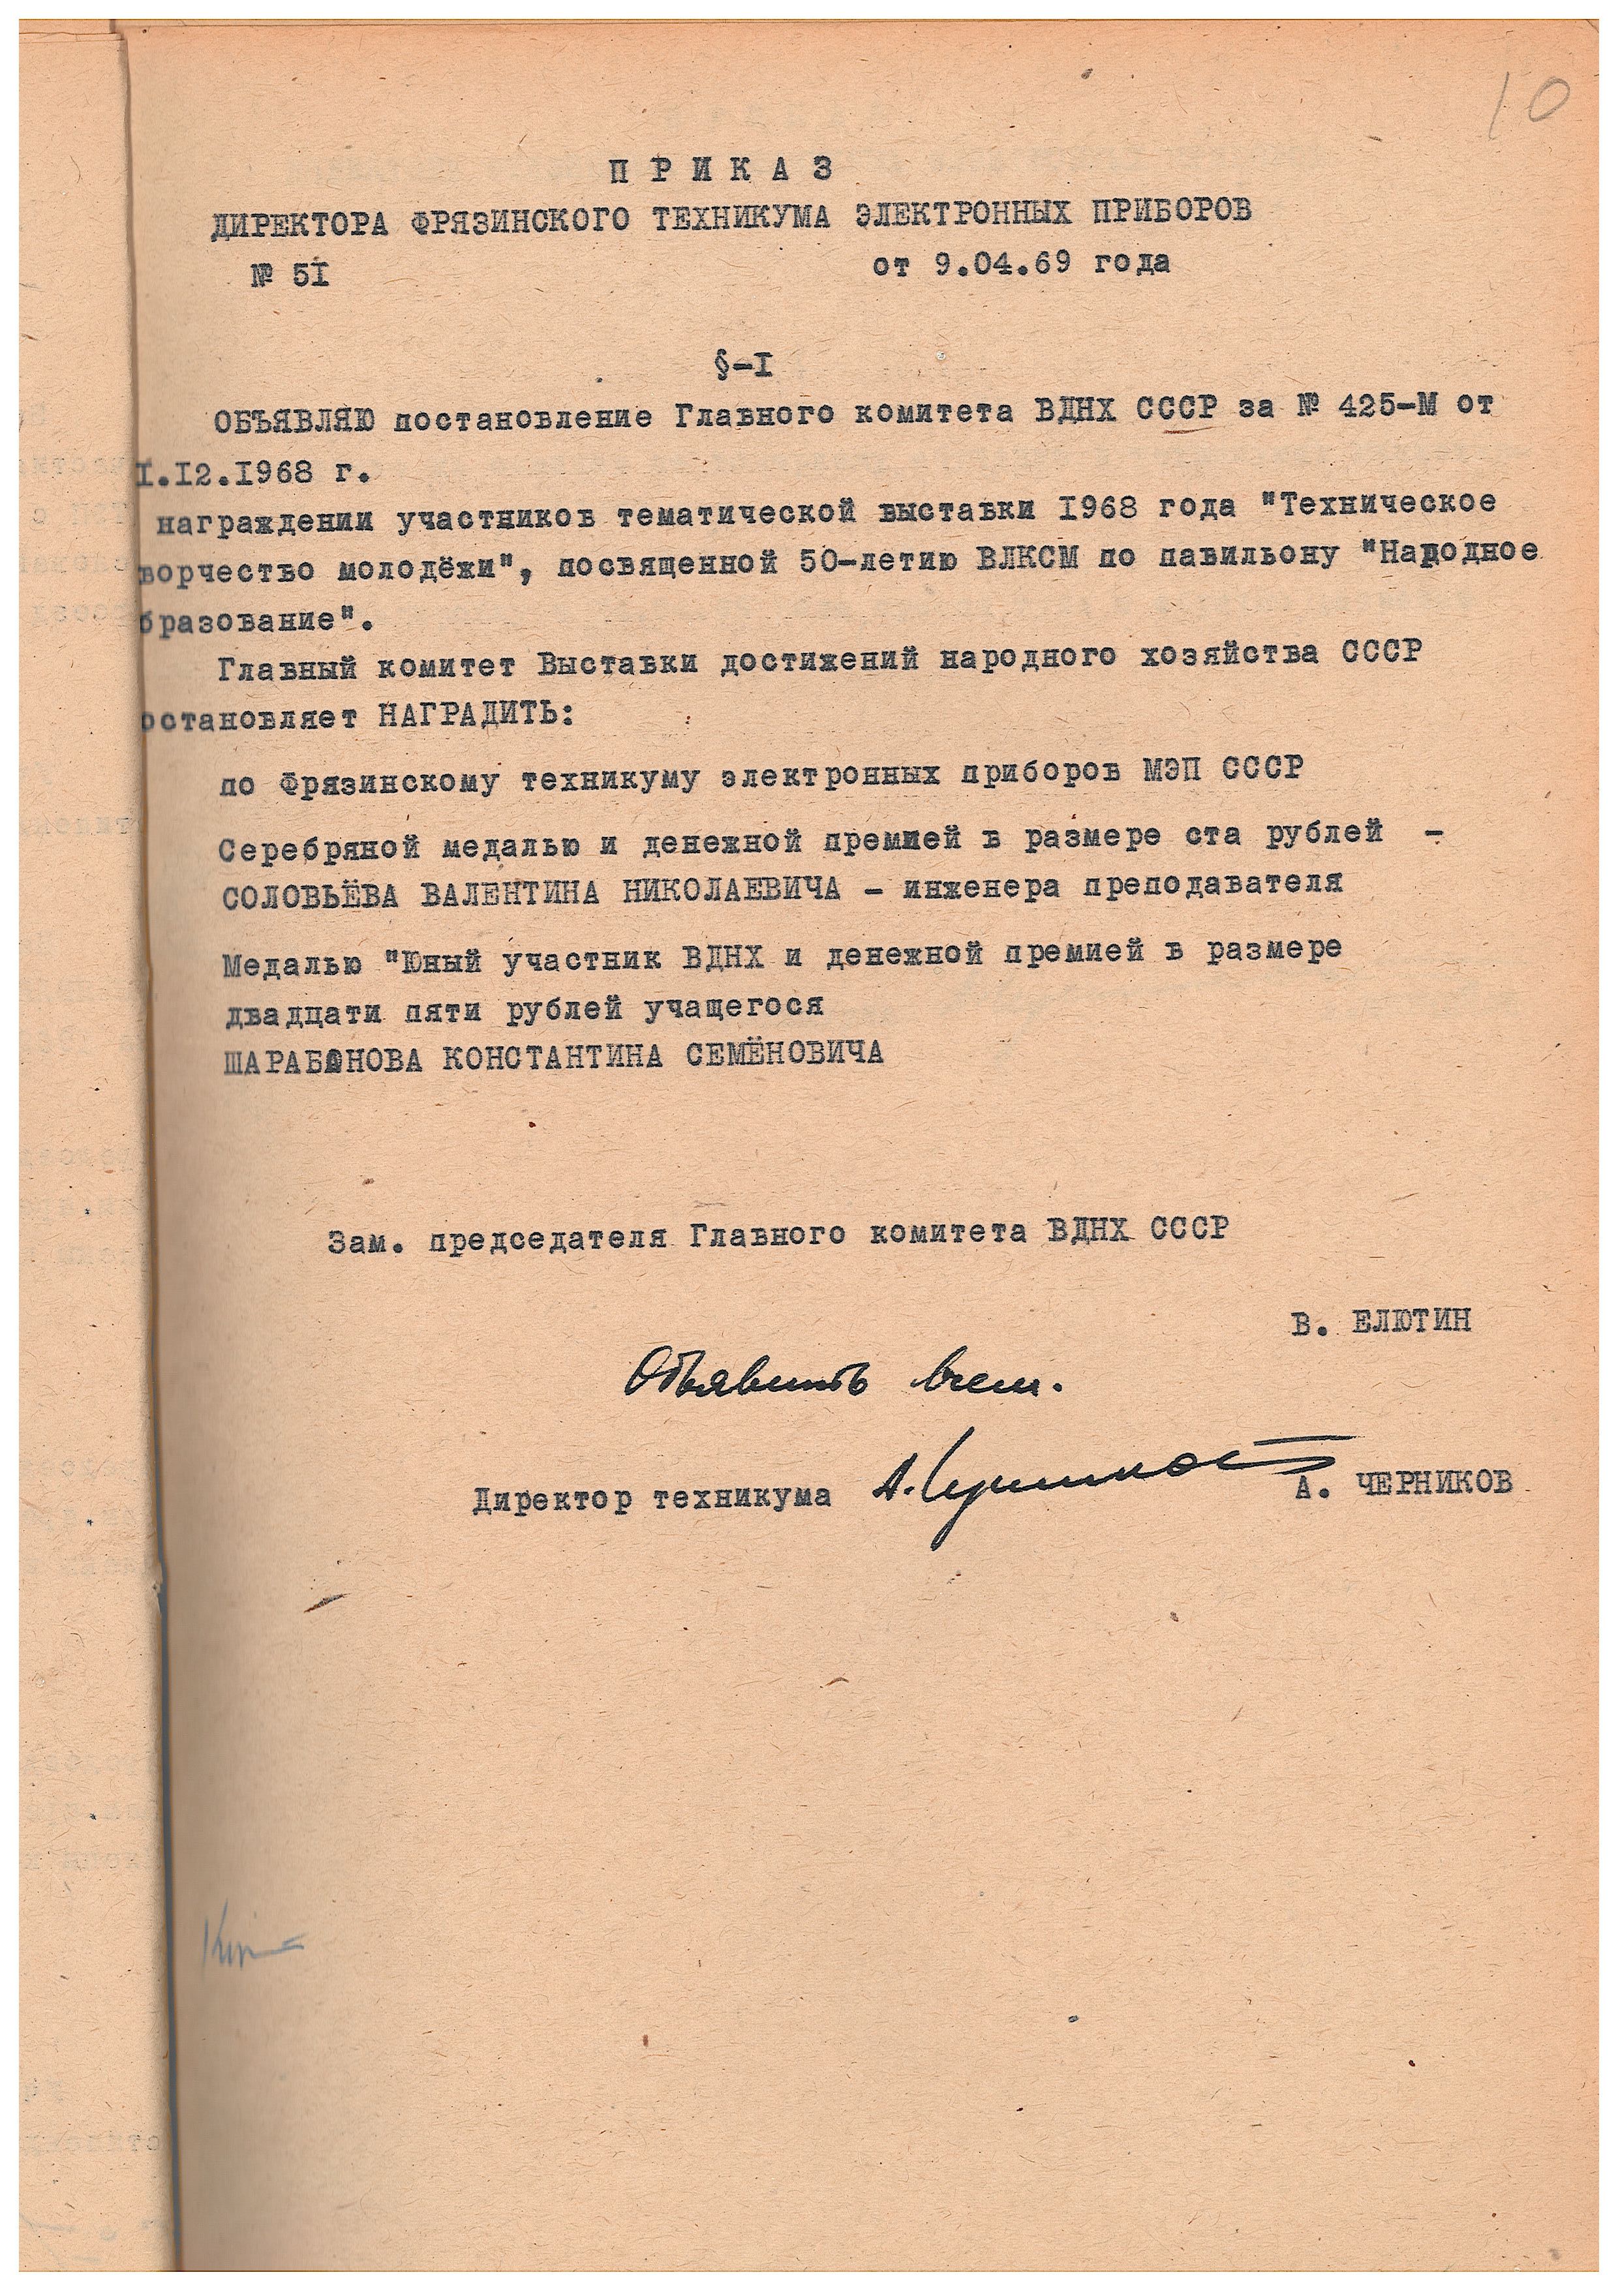 10
П Р И К А З
ДИРЕКТОРА ФРЯЗИНСКОГО ТЕХНИКУМА ЭЛЕКТРОННЫХ ПРИБОРОВ
№ 5I от 9.04.69 года
§-I
ОБЪЯВЛЯЮ постановление Главного комитета ВДНХ СССР за № 425-М от
I.I2.I968 г.
награждении участников тематической выставки I968 года "Техническое
ворчество молодёжи", посвященной 50-летию ВЛКСМ по павильону "Народное
бразование".
Главный комитет Выставки достижений народного хозяйства СССР
остановляет НАГРАДИТЬ:
по Фрязинскому техникуму электронных приборов МЭП СССР
Серебряной медалью и денежной премией в размере ста рублей -
СОЛОВЬЁВА ВАЛЕНТИНА НИКОЛАЕВИЧА - инженера преподавателя
Медалью "Юный участник ВДНХ и денежной премией в размере
двадцати пяти рублей учащегося
ШАРАБАНОВА КОНСТАНТИНА СЕМЁНОВИЧА
Зам. председателя Главного комитета ВДНХ СССР
В. ЕЛЮТИН
Объявить всем.
Директор техникума А. ЧЕРНИКОВ